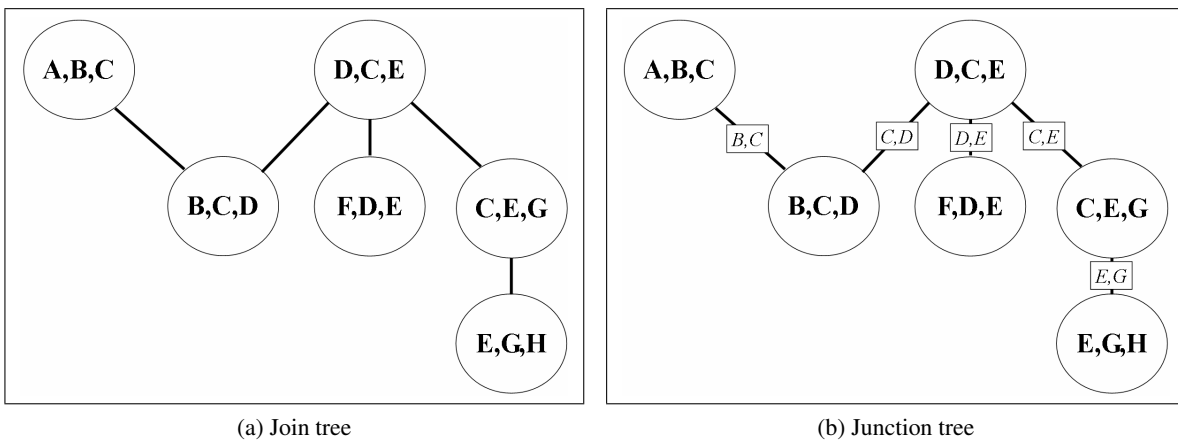 A,B,C
D,C,E
B,C,D
F,D,E
C,E,G
E,G,H
(a) Join tree
A,B,C
D,C,E
B,C
C,D
D,E
C,E
B,C,D
F,D,E
C,E,G
E,G
E,G,H
(b) Junction tree